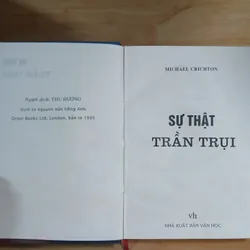 Người dịch: THU HƯƠNG
Dịch từ nguyên bản tiếng Anh,
Orion Books Ltd, London, bản in 1993
MICHAEL CRICHTON
SỰ THẬT
TRẦN TRỤI
vh
NHÀ XUẤT BẢN VĂN HỌC